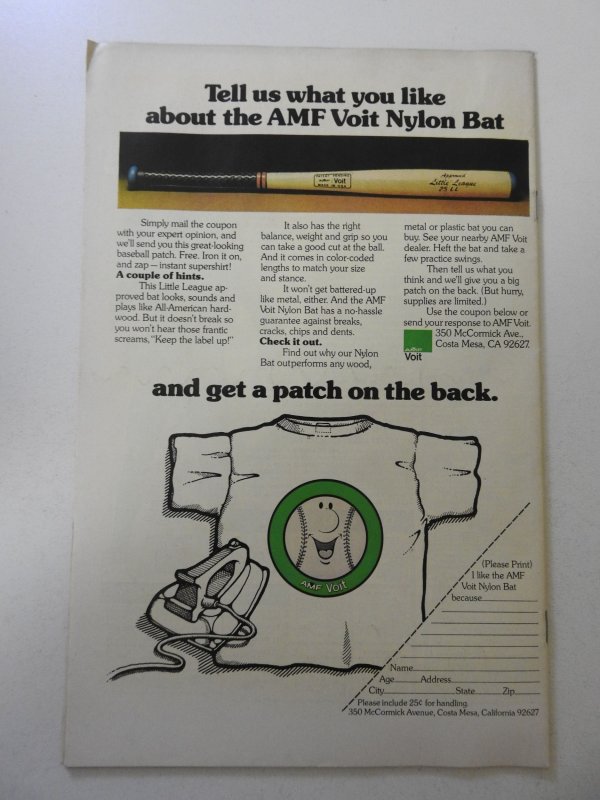 Tell us what you like
about the AMF Voit Nylon Bat
Voit
MADE IN USA
Approved
Little League
25 LL
Simply mail the coupon
with your expert opinion, and
we'll send you this great-looking
baseball patch. Free. Iron it on,
and zap—instant supershirt!
A couple of hints.
This Little League ap-
proved bat looks, sounds and
plays like All-American hard-
wood. But it doesn't break so
you won't hear those frantic
screams, "Keep the label up!"
It also has the right
balance, weight and grip so you
can take a good cut at the ball.
And it comes in color-coded
lengths to match your size
and stance.
It won't get battered-up
like metal, either. And the AMF
Voit Nylon Bat has a no-hassle
guarantee against breaks,
cracks, chips and dents.
Check it out.
Find out why our Nylon
Bat outperforms any wood,
metal or plastic bat you can
buy. See your nearby AMF Voit
dealer. Heft the bat and take a
few practice swings.
Then tell us what you
think and we'll give you a big
patch on the back. (But hurry,
supplies are limited.)
Use the coupon below or
send your response to AMF Voit,
350 McCormick Ave.,
Costa Mesa, CA 92627.
AMF
Voit
and get a patch on the back.
AMF Voit
(Please Print)
I like the AMF
Voit Nylon Bat
because
Name
Age Address
City State Zip
Please include 25¢ for handling.
350 McCormick Avenue, Costa Mesa, California 92627